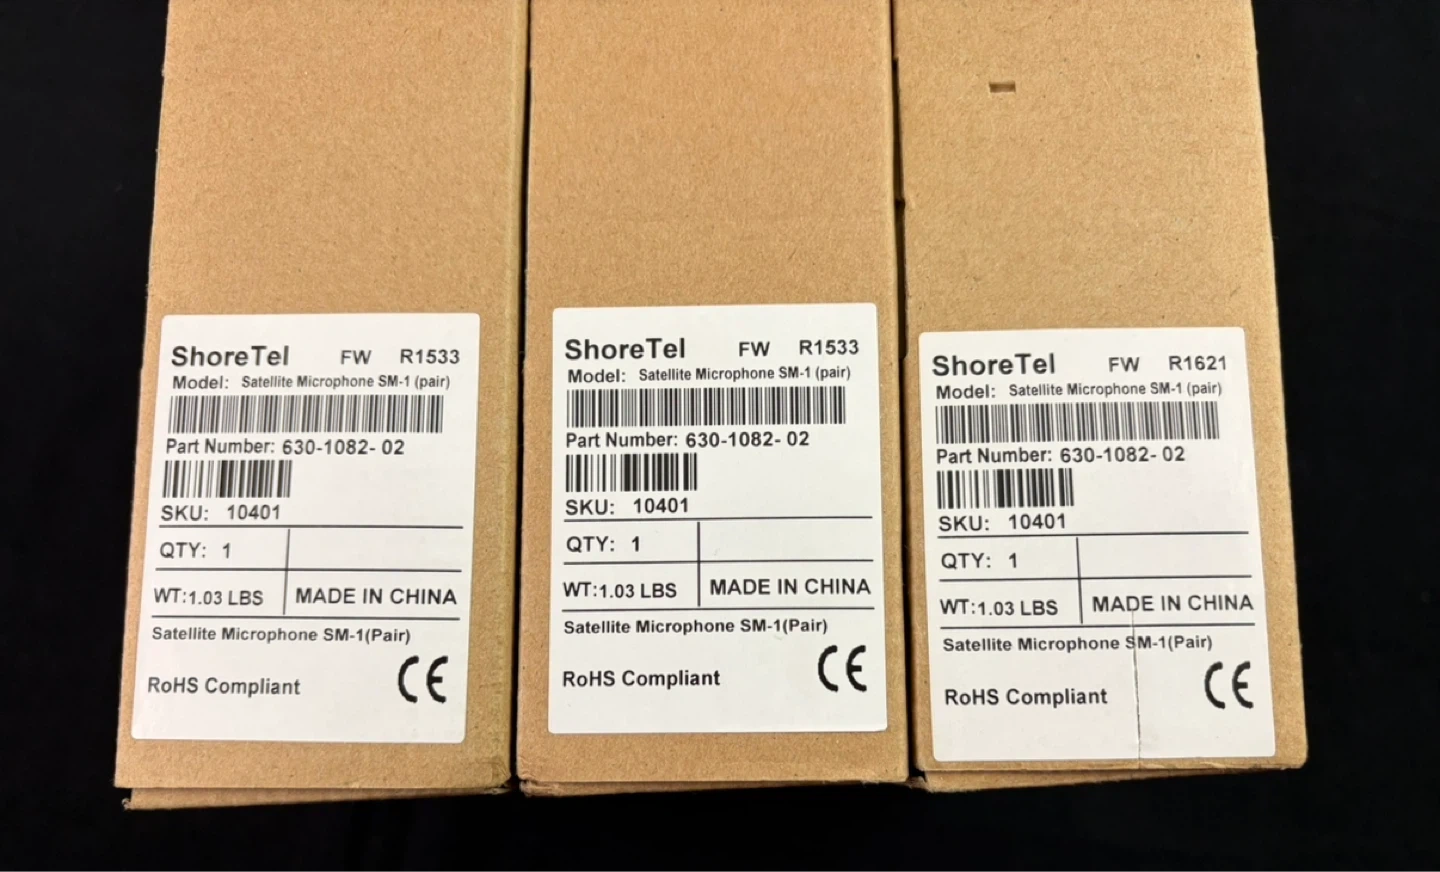 ShoreTel FW R1533
Model: Satellite Microphone SM-1 (pair)
Part Number: 630-1082- 02
SKU: 10401
QTY: 1
WT:1.03 LBS MADE IN CHINA
Satellite Microphone SM-1(Pair)
RoHS Compliant CE
ShoreTel FW R1533
Model: Satellite Microphone SM-1 (pair)
Part Number: 630-1082- 02
SKU: 10401
QTY: 1
WT:1.03 LBS MADE IN CHINA
Satellite Microphone SM-1(Pair)
RoHS Compliant CE
ShoreTel FW R1621
Model: Satellite Microphone SM-1 (pair)
Part Number: 630-1082- 02
SKU: 10401
QTY: 1
WT:1.03 LBS MADE IN CHINA
Satellite Microphone SM-1(Pair)
RoHS Compliant CE